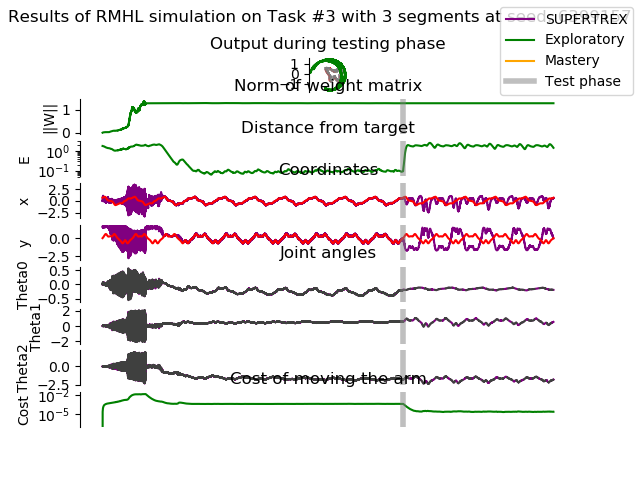 Results of RMHL simulation on Task #3 with 3 segments at
SUPERTREX
Exploratory
Mastery
Test phase
Output during testing phase
1
0
−1
Norm of weight matrix
||W||
1
0
Distance from target
E
10⁰
10⁻¹
Coordinates
x
2.5
0.0
−2.5
y
0.0
−2.5
Joint angles
Theta0
0.5
0.0
−0.5
Theta1
2
0
−2
Theta2
0.0
−2.5
Cost of moving the arm
Cost
10⁻²
10⁻⁵